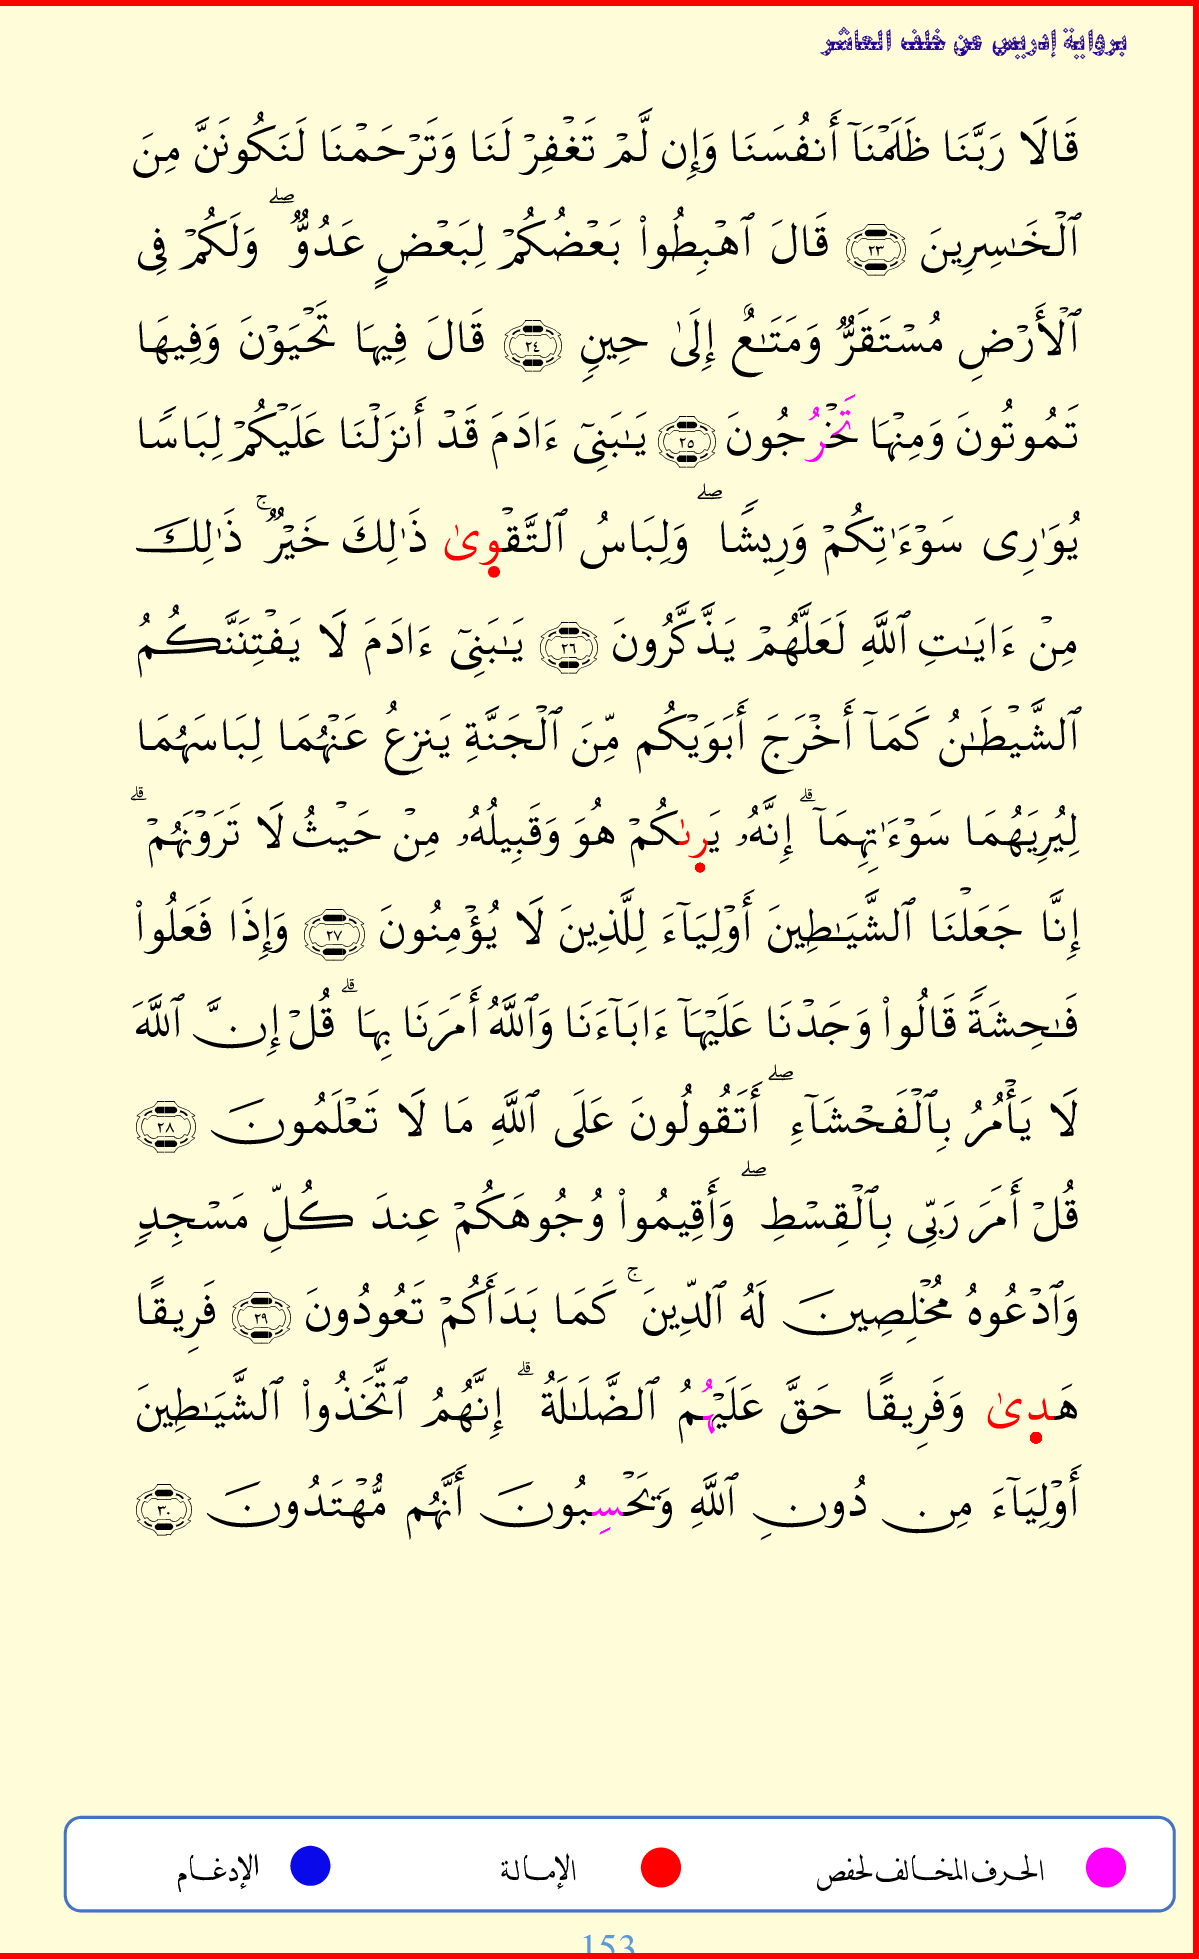 برواية إدريس عن خلف العاشر
قَالَا رَبَّنَا ظَلَمۡنَآ أَنفُسَنَا وَإِن لَّمۡ تَغۡفِرۡ لَنَا وَتَرۡحَمۡنَا لَنَكُونَنَّ مِنَ
ٱلۡخَٰسِرِينَ ٢٣ قَالَ ٱهۡبِطُواْ بَعۡضُكُمۡ لِبَعۡضٍ عَدُوّٞۖ وَلَكُمۡ فِي
ٱلۡأَرۡضِ مُسۡتَقَرّٞ وَمَتَٰعٌ إِلَىٰ حِينٖ ٢٤ قَالَ فِيهَا تَحۡيَوۡنَ وَفِيهَا
تَمُوتُونَ وَمِنۡهَا تَخۡرُجُونَ ٢٥ يَٰبَنِيٓ ءَادَمَ قَدۡ أَنزَلۡنَا عَلَيۡكُمۡ لِبَاسٗا
يُوَٰرِي سَوۡءَٰتِكُمۡ وَرِيشٗاۖ وَلِبَاسُ ٱلتَّقۡوِىٰ ذَٰلِكَ خَيۡرٞۚ ذَٰلِكَ
مِنۡ ءَايَٰتِ ٱللَّهِ لَعَلَّهُمۡ يَذَّكَّرُونَ ٢٦ يَٰبَنِيٓ ءَادَمَ لَا يَفۡتِنَنَّكُمُ
ٱلشَّيۡطَٰنُ كَمَآ أَخۡرَجَ أَبَوَيۡكُم مِّنَ ٱلۡجَنَّةِ يَنزِعُ عَنۡهُمَا لِبَاسَهُمَا
لِيُرِيَهُمَا سَوۡءَٰتِهِمَآۗ إِنَّهُۥ يَرِىٰكُمۡ هُوَ وَقَبِيلُهُۥ مِنۡ حَيۡثُ لَا تَرَوۡنَهُمۡۗ
إِنَّا جَعَلۡنَا ٱلشَّيَٰطِينَ أَوۡلِيَآءَ لِلَّذِينَ لَا يُؤۡمِنُونَ ٢٧ وَإِذَا فَعَلُواْ
فَٰحِشَةٗ قَالُواْ وَجَدۡنَا عَلَيۡهَآ ءَابَآءَنَا وَٱللَّهُ أَمَرَنَا بِهَاۗ قُلۡ إِنَّ ٱللَّهَ
لَا يَأۡمُرُ بِٱلۡفَحۡشَآءِۖ أَتَقُولُونَ عَلَى ٱللَّهِ مَا لَا تَعۡلَمُونَ ٢٨
قُلۡ أَمَرَ رَبِّي بِٱلۡقِسۡطِۖ وَأَقِيمُواْ وُجُوهَكُمۡ عِندَ كُلِّ مَسۡجِدٖ
وَٱدۡعُوهُ مُخۡلِصِينَ لَهُ ٱلدِّينَۚ كَمَا بَدَأَكُمۡ تَعُودُونَ ٢٩ فَرِيقًا
هَدِىٰ وَفَرِيقًا حَقَّ عَلَيۡهُمُ ٱلضَّلَٰلَةُۗ إِنَّهُمُ ٱتَّخَذُواْ ٱلشَّيَٰطِينَ
أَوۡلِيَآءَ مِن دُونِ ٱللَّهِ وَيَحۡسِبُونَ أَنَّهُم مُّهۡتَدُونَ ٣٠
الحرف المخالف لحفص الإمالة الإدغام
153